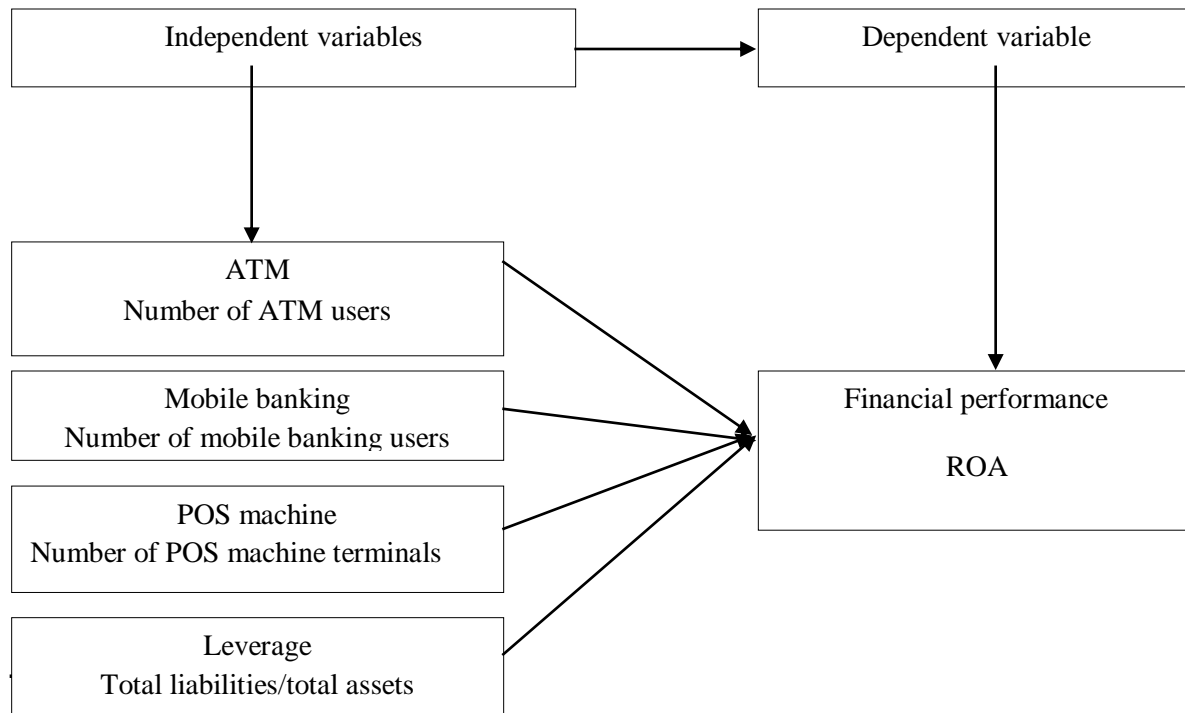 Independent variables
Dependent variable
ATM
Number of ATM users
Mobile banking
Number of mobile banking users
POS machine
Number of POS machine terminals
Leverage
Total liabilities/total assets
Financial performance
ROA